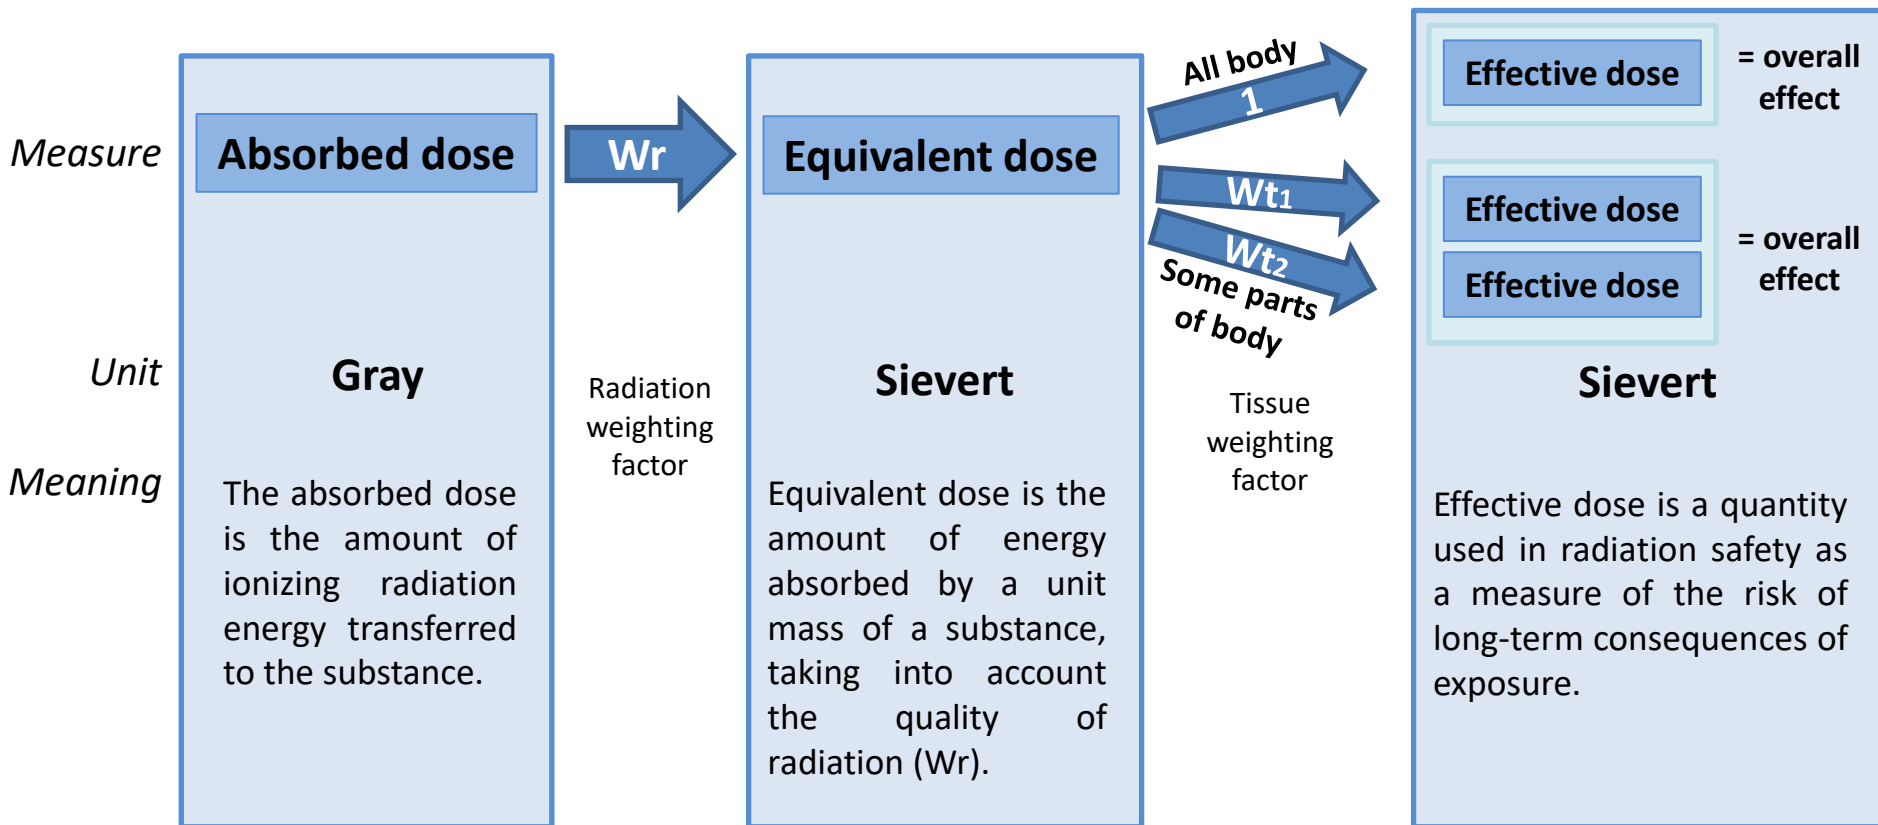 Measure
Unit
Meaning
Absorbed dose
Gray
The absorbed dose
is the amount of
ionizing radiation
energy transferred
to the substance.
Wr
Radiation
weighting
factor
Equivalent dose
Sievert
Equivalent dose is the
amount of energy
absorbed by a unit
mass of a substance,
taking into account
the quality of
radiation (Wr).
All body
1
Wt1
Wt2
Some parts
of body
Tissue
weighting
factor
Effective dose
= overall
effect
Effective dose
Effective dose
= overall
effect
Sievert
Effective dose is a quantity
used in radiation safety as
a measure of the risk of
long-term consequences of
exposure.